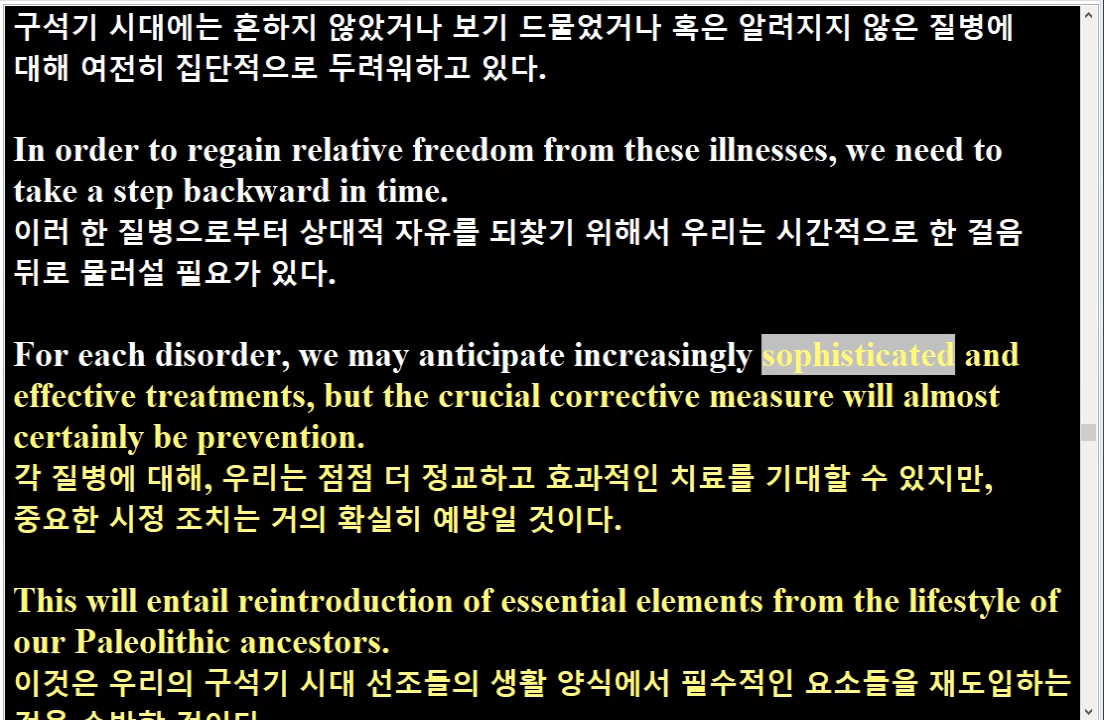 구석기 시대에는 흔하지 않았거나 보기 드물었거나 혹은 알려지지 않은 질병에
대해 여전히 집단적으로 두려워하고 있다.
In order to regain relative freedom from these illnesses, we need to
take a step backward in time.
이러 한 질병으로부터 상대적 자유를 되찾기 위해서 우리는 시간적으로 한 걸음
뒤로 물러설 필요가 있다.
For each disorder, we may anticipate increasingly sophisticated and
effective treatments, but the crucial corrective measure will almost
certainly be prevention.
각 질병에 대해, 우리는 점점 더 정교하고 효과적인 치료를 기대할 수 있지만,
중요한 시정 조치는 거의 확실히 예방일 것이다.
This will entail reintroduction of essential elements from the lifestyle of
our Paleolithic ancestors.
이것은 우리의 구석기 시대 선조들의 생활 양식에서 필수적인 요소들을 재도입하는